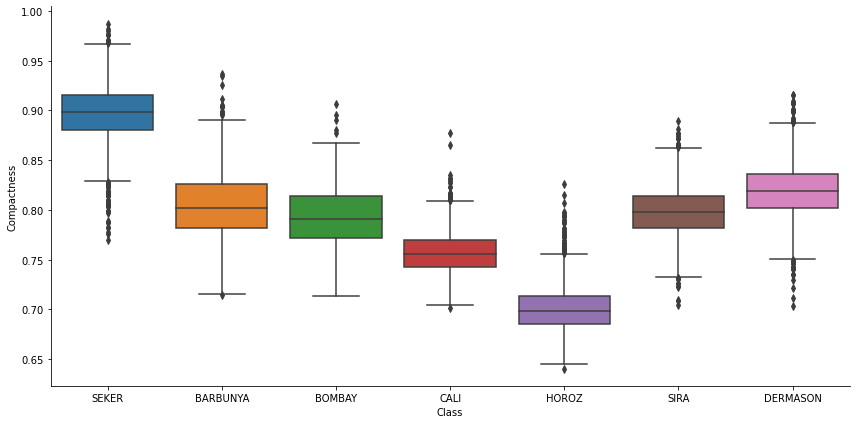 1.00
0.95
0.90
0.85
0.80
0.75
0.70
0.65
Compactness
SEKER BARBUNYA BOMBAY CALI HOROZ SIRA DERMASON
Class